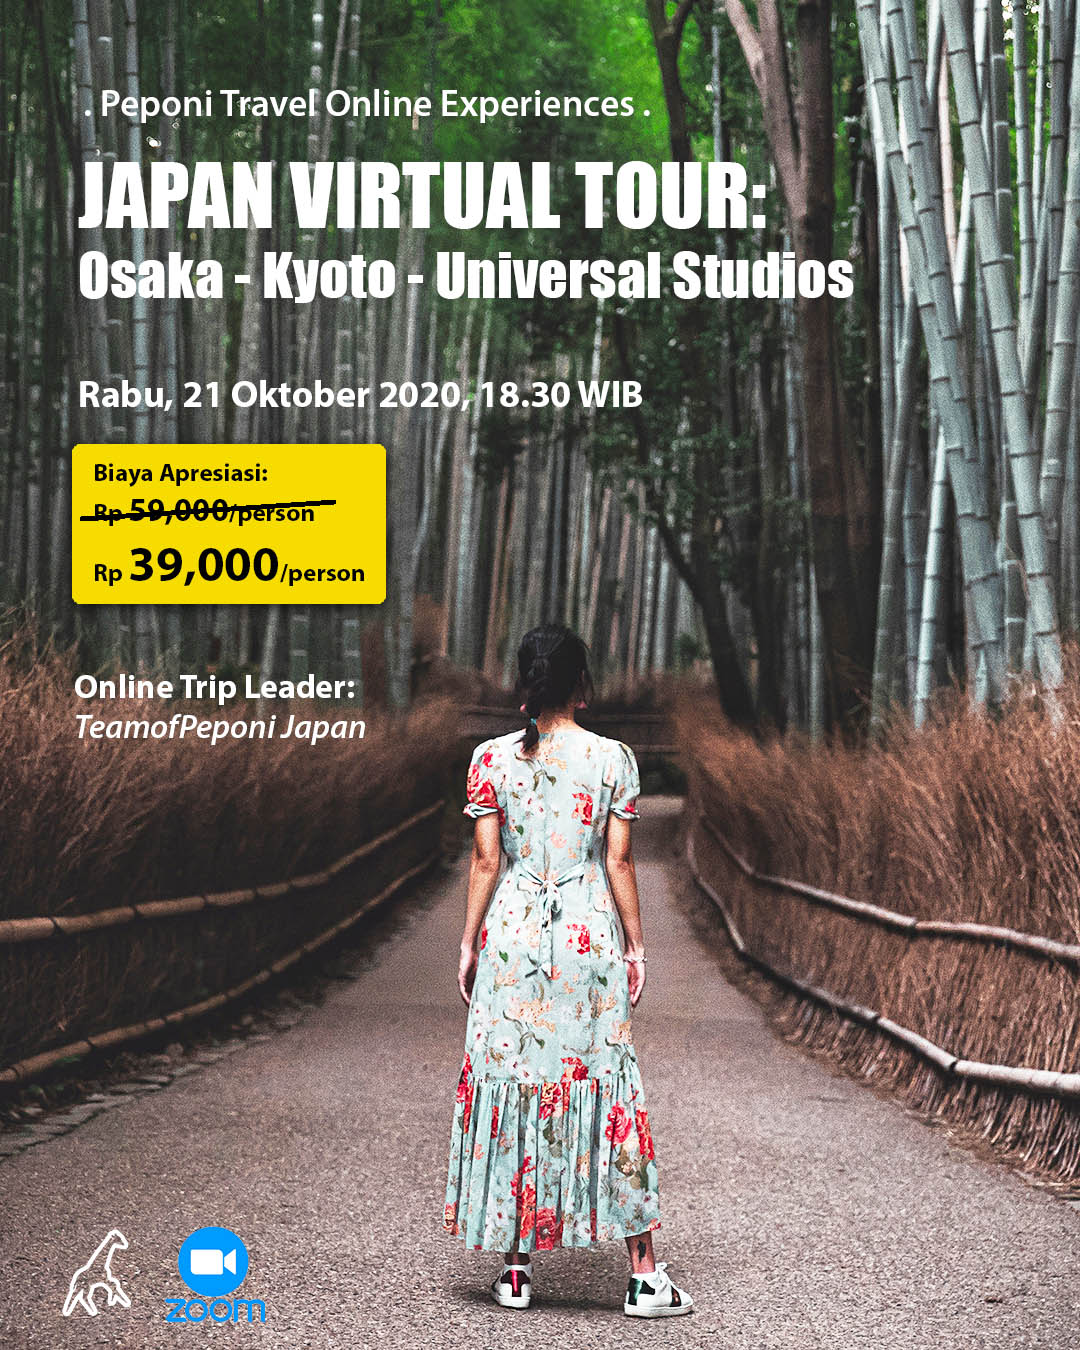 . Peponi Travel Online Experiences .
JAPAN VIRTUAL TOUR:
Osaka - Kyoto - Universal Studios
Rabu, 21 Oktober 2020, 18.30 WIB
Biaya Apresiasi:
Rp 59,000/person
Rp 39,000/person
Online Trip Leader:
TeamofPeponi Japan
zoom